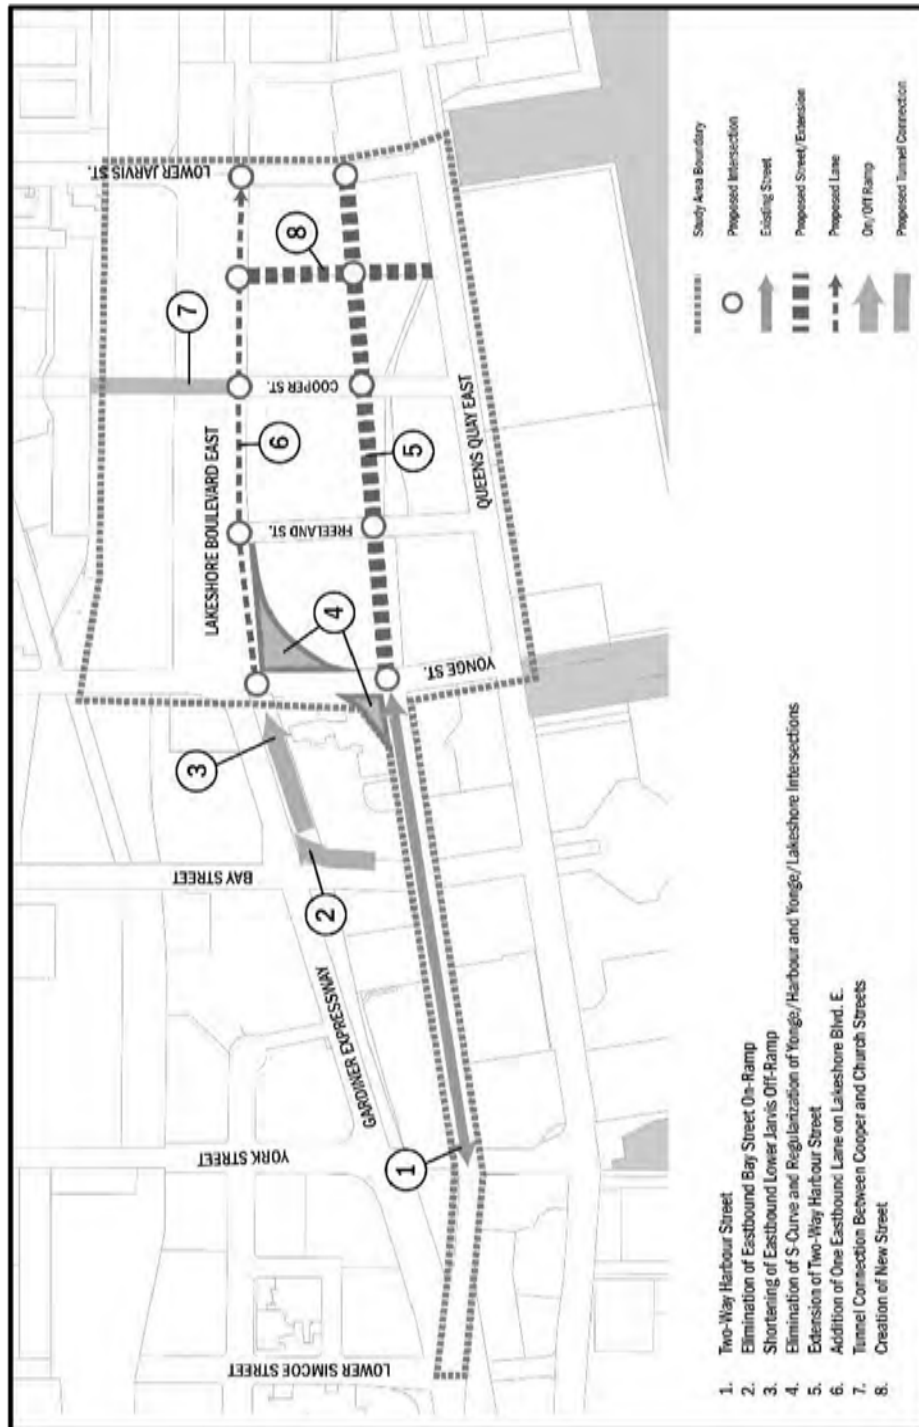 LOWER JARVIS ST.
LAKESHORE BOULEVARD EAST
COOPER ST.
FREELAND ST.
QUEENS QUAY EAST
YONGE ST.
BAY STREET
GARDINER EXPRESSWAY
YORK STREET
LOWER SIMCOE STREET
1
2
3
4
5
6
7
8
1. Two-Way Harbour Street
2. Elimination of Eastbound Bay Street On-Ramp
3. Shortening of Eastbound Lower Jarvis Off-Ramp
4. Elimination of S-Curve and Regularization of Yonge/Harbour and Yonge/Lakeshore Intersections
5. Extension of Two-Way Harbour Street
6. Addition of One Eastbound Lane on Lakeshore Blvd. E.
7. Tunnel Connection Between Cooper and Church Streets
8. Creation of New Street
Study Area Boundary
Proposed Intersection
Existing Street
Proposed Street/Extension
Proposed Lane
On/Off Ramp
Proposed Tunnel Connection